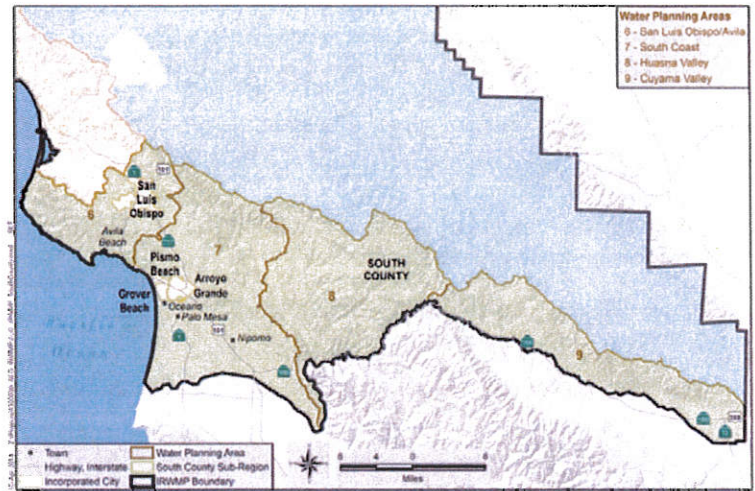 Water Planning Areas
6 - San Luis Obispo/Avila
7 - South Coast
8 - Huasna Valley
9 - Cuyama Valley
101
San
Luis
Obispo
6
Avila
Beach
7
Pismo
Beach
SOUTH
COUNTY
Arroyo
Grande
8
Grover
Beach
Oceano
Palo Mesa
101
Nipomo
9
Pacific
Ocean
Town
Highway, Interstate
Incorporated City
Water Planning Area
South County Sub-Region
IRWMP Boundary
8 4 0 8
Miles